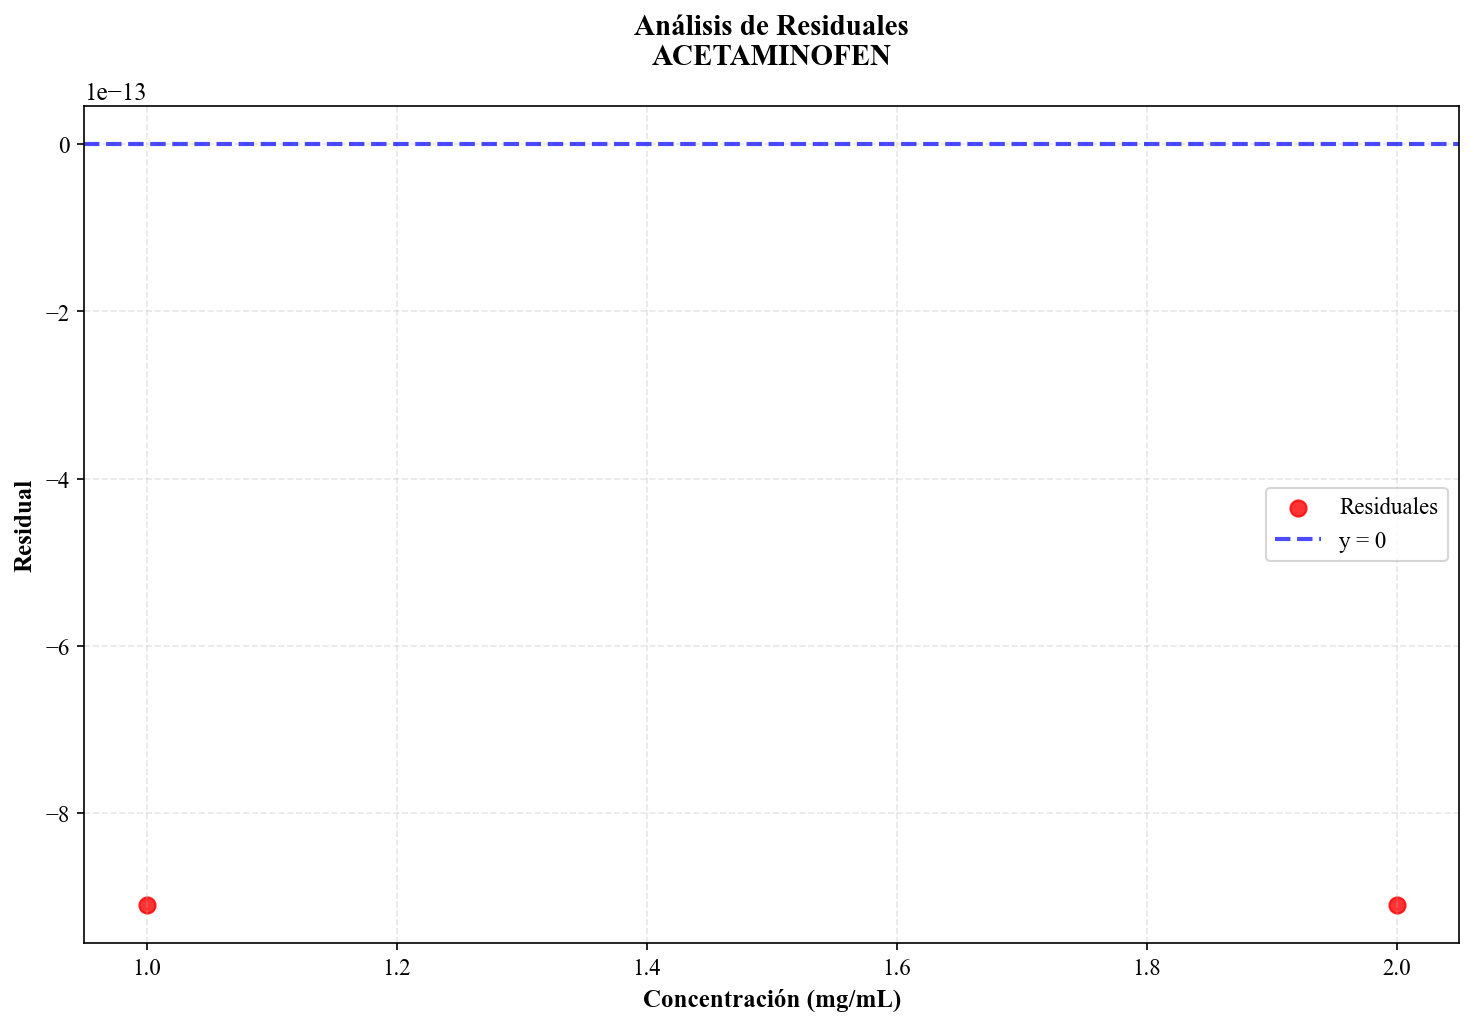 Análisis de Residuales
ACETAMINOFEN
1e−13
0
−2
−4
−6
−8
Residual
Residuales
y = 0
1.0 1.2 1.4 1.6 1.8 2.0
Concentración (mg/mL)